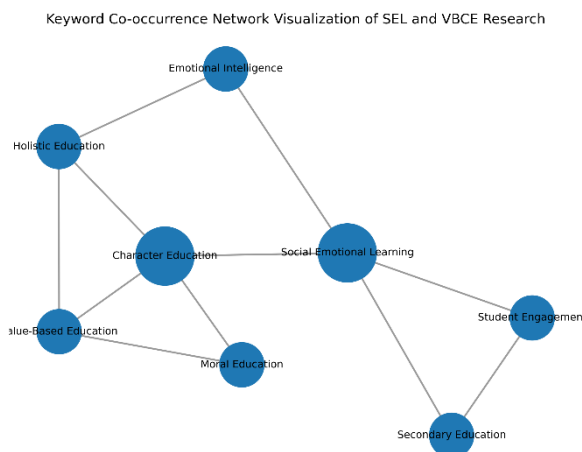 Keyword Co-occurrence Network Visualization of SEL and VBCE Research
Emotional Intelligence
Holistic Education
Character Education
Social Emotional Learning
Student Engagemen
alue-Based Education
Moral Education
Secondary Education